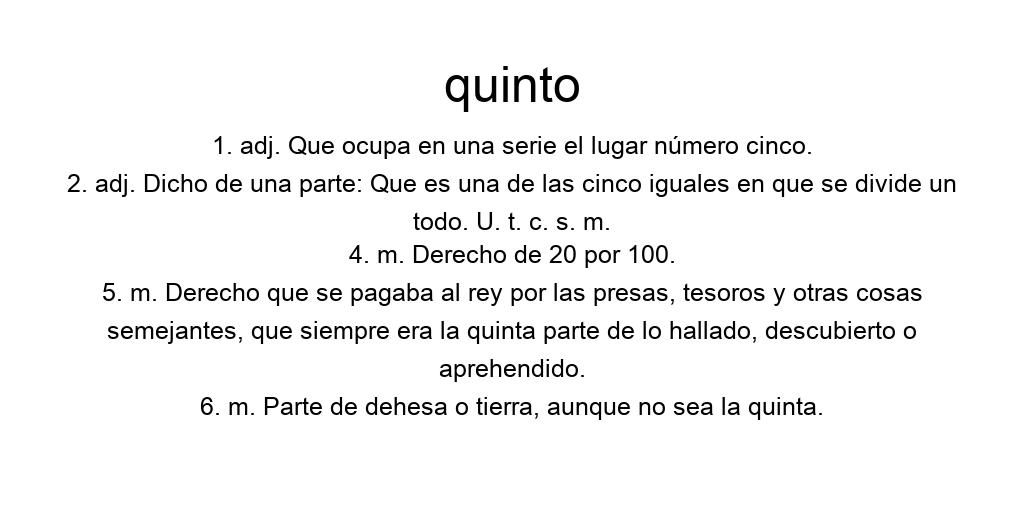 quinto
1. adj. Que ocupa en una serie el lugar número cinco.
2. adj. Dicho de una parte: Que es una de las cinco iguales en que se divide un
todo. U. t. c. s. m.
4. m. Derecho de 20 por 100.
5. m. Derecho que se pagaba al rey por las presas, tesoros y otras cosas
semejantes, que siempre era la quinta parte de lo hallado, descubierto o
aprehendido.
6. m. Parte de dehesa o tierra, aunque no sea la quinta.